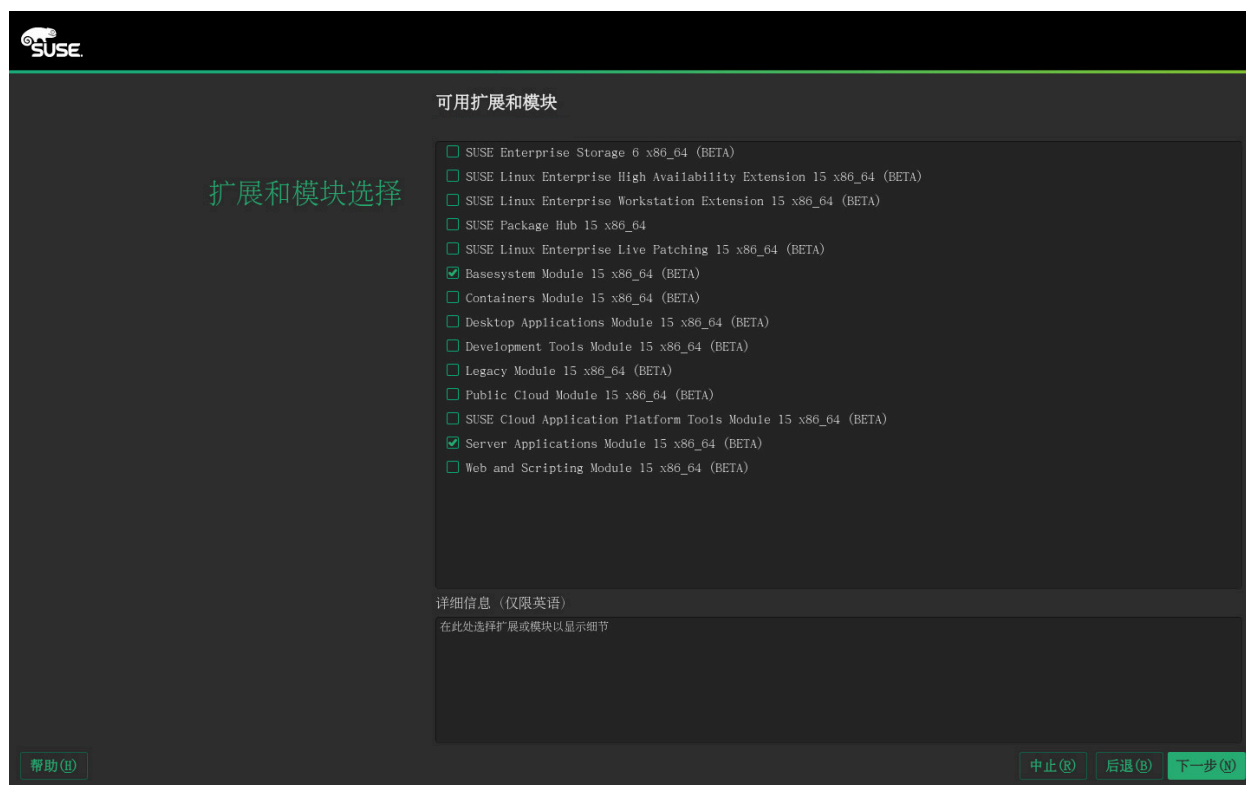 SUSE.
可用扩展和模块
扩展和模块选择
SUSE Enterprise Storage 6 x86_64 (BETA)
SUSE Linux Enterprise High Availability Extension 15 x86_64 (BETA)
SUSE Linux Enterprise Workstation Extension 15 x86_64 (BETA)
SUSE Package Hub 15 x86_64
SUSE Linux Enterprise Live Patching 15 x86_64 (BETA)
Basesystem Module 15 x86_64 (BETA)
Containers Module 15 x86_64 (BETA)
Desktop Applications Module 15 x86_64 (BETA)
Development Tools Module 15 x86_64 (BETA)
Legacy Module 15 x86_64 (BETA)
Public Cloud Module 15 x86_64 (BETA)
SUSE Cloud Application Platform Tools Module 15 x86_64 (BETA)
Server Applications Module 15 x86_64 (BETA)
Web and Scripting Module 15 x86_64 (BETA)
详细信息（仅限英语）
在此处选择扩展或模块以显示细节
帮助(H) 中止(R) 后退(B) 下一步(N)